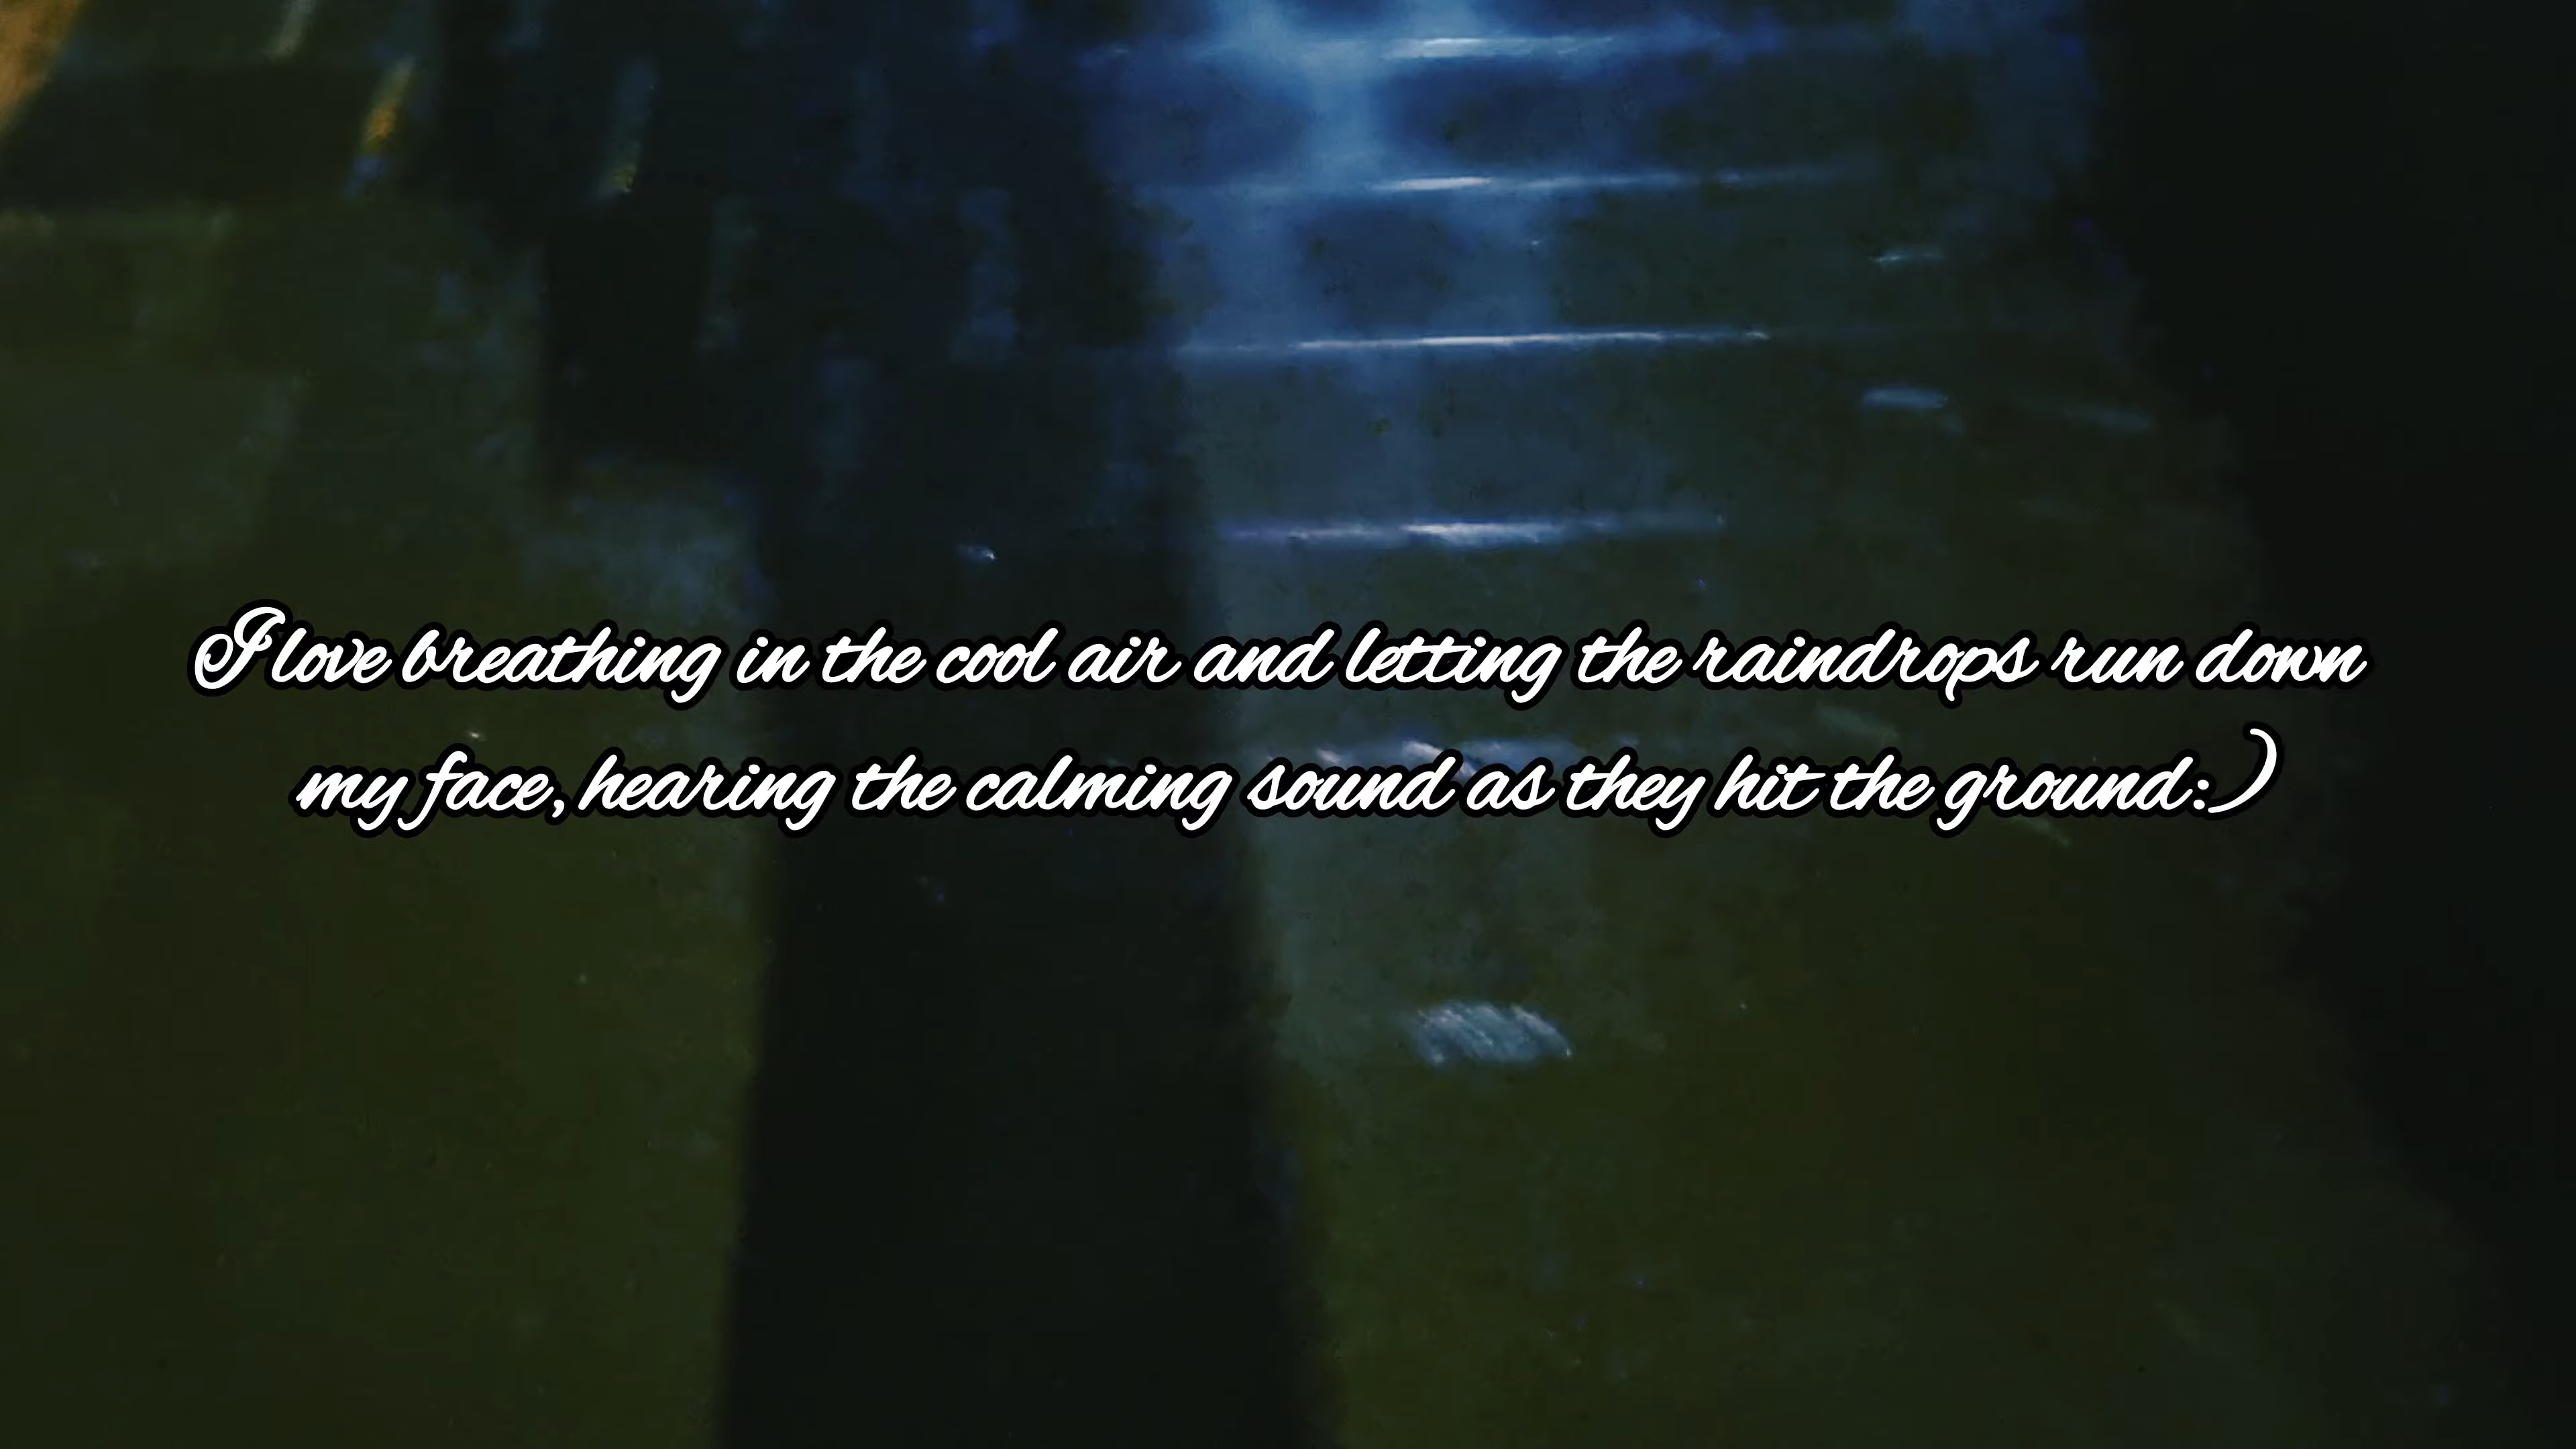 I love breathing in the cool air and letting the raindrops run down
my face, hearing the calming sound as they hit the ground:)